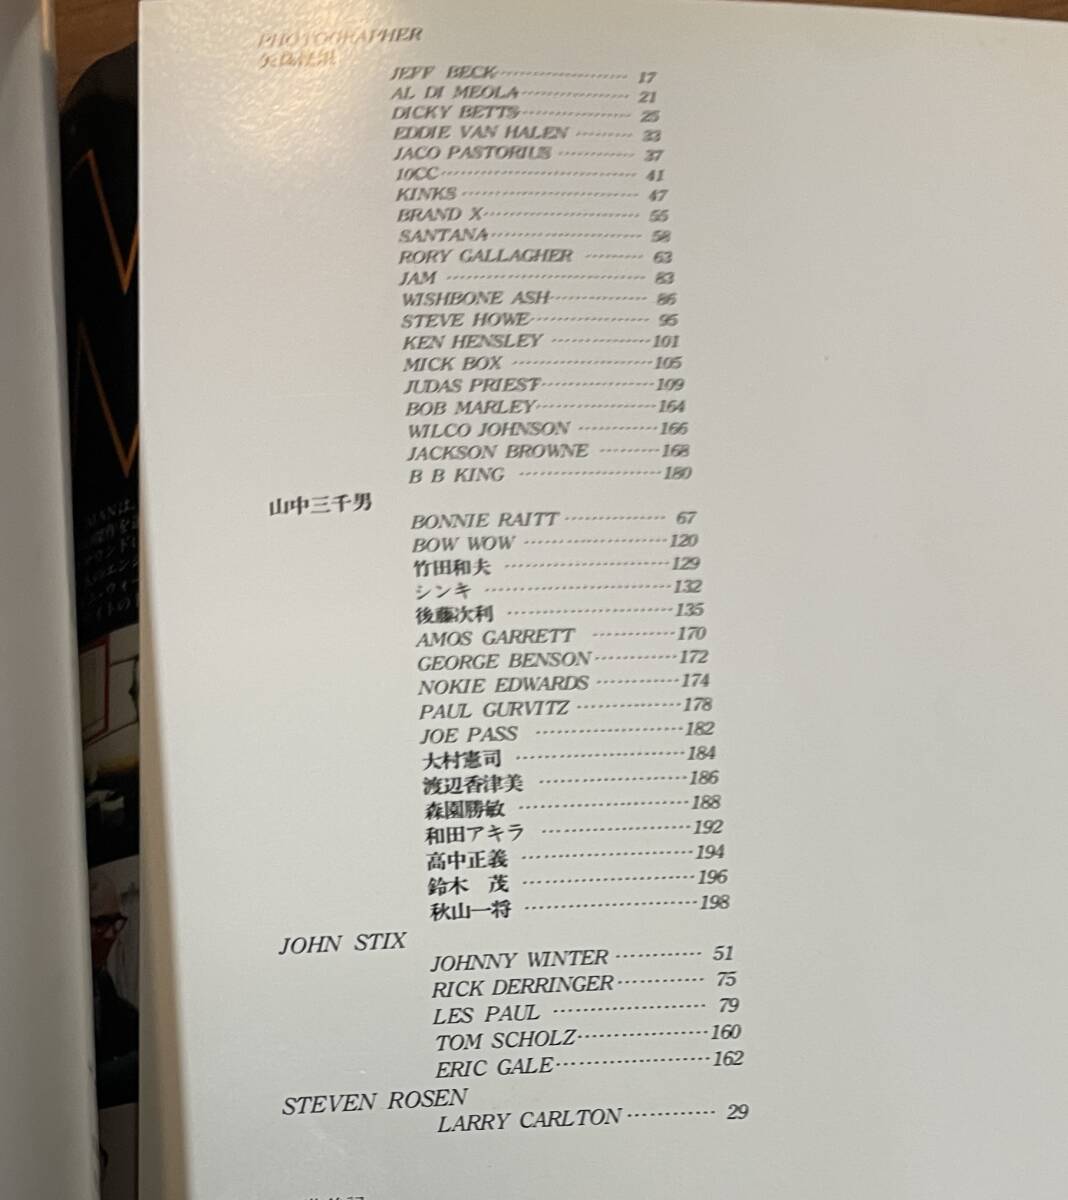 PHOTOGRAPHER
JEFF BECK 17
AL DI MEOLA 21
DICKY BETTS 25
EDDIE VAN HALEN 33
JACO PASTORIUS 37
10CC 41
KINKS 47
BRAND X 55
SANTANA 58
RORY GALLAGHER 63
JAM 83
WISHBONE ASH 86
STEVE HOWE 95
KEN HENSLEY 101
MICK BOX 105
JUDAS PRIEST 109
BOB MARLEY 164
WILCO JOHNSON 166
JACKSON BROWNE 168
B B KING 180
山中三千男
BONNIE RAITT 67
BOW WOW 120
竹田和夫 129
シンキ 132
後藤次利 135
AMOS GARRETT 170
GEORGE BENSON 172
NOKIE EDWARDS 174
PAUL GURVITZ 178
JOE PASS 182
大村憲司 184
渡辺香津美 186
森園勝敏 188
和田アキラ 192
高中正義 194
鈴木 茂 196
秋山一将 198
JOHN STIX
JOHNNY WINTER 51
RICK DERRINGER 75
LES PAUL 79
TOM SCHOLZ 160
ERIC GALE 162
STEVEN ROSEN
LARRY CARLTON 29